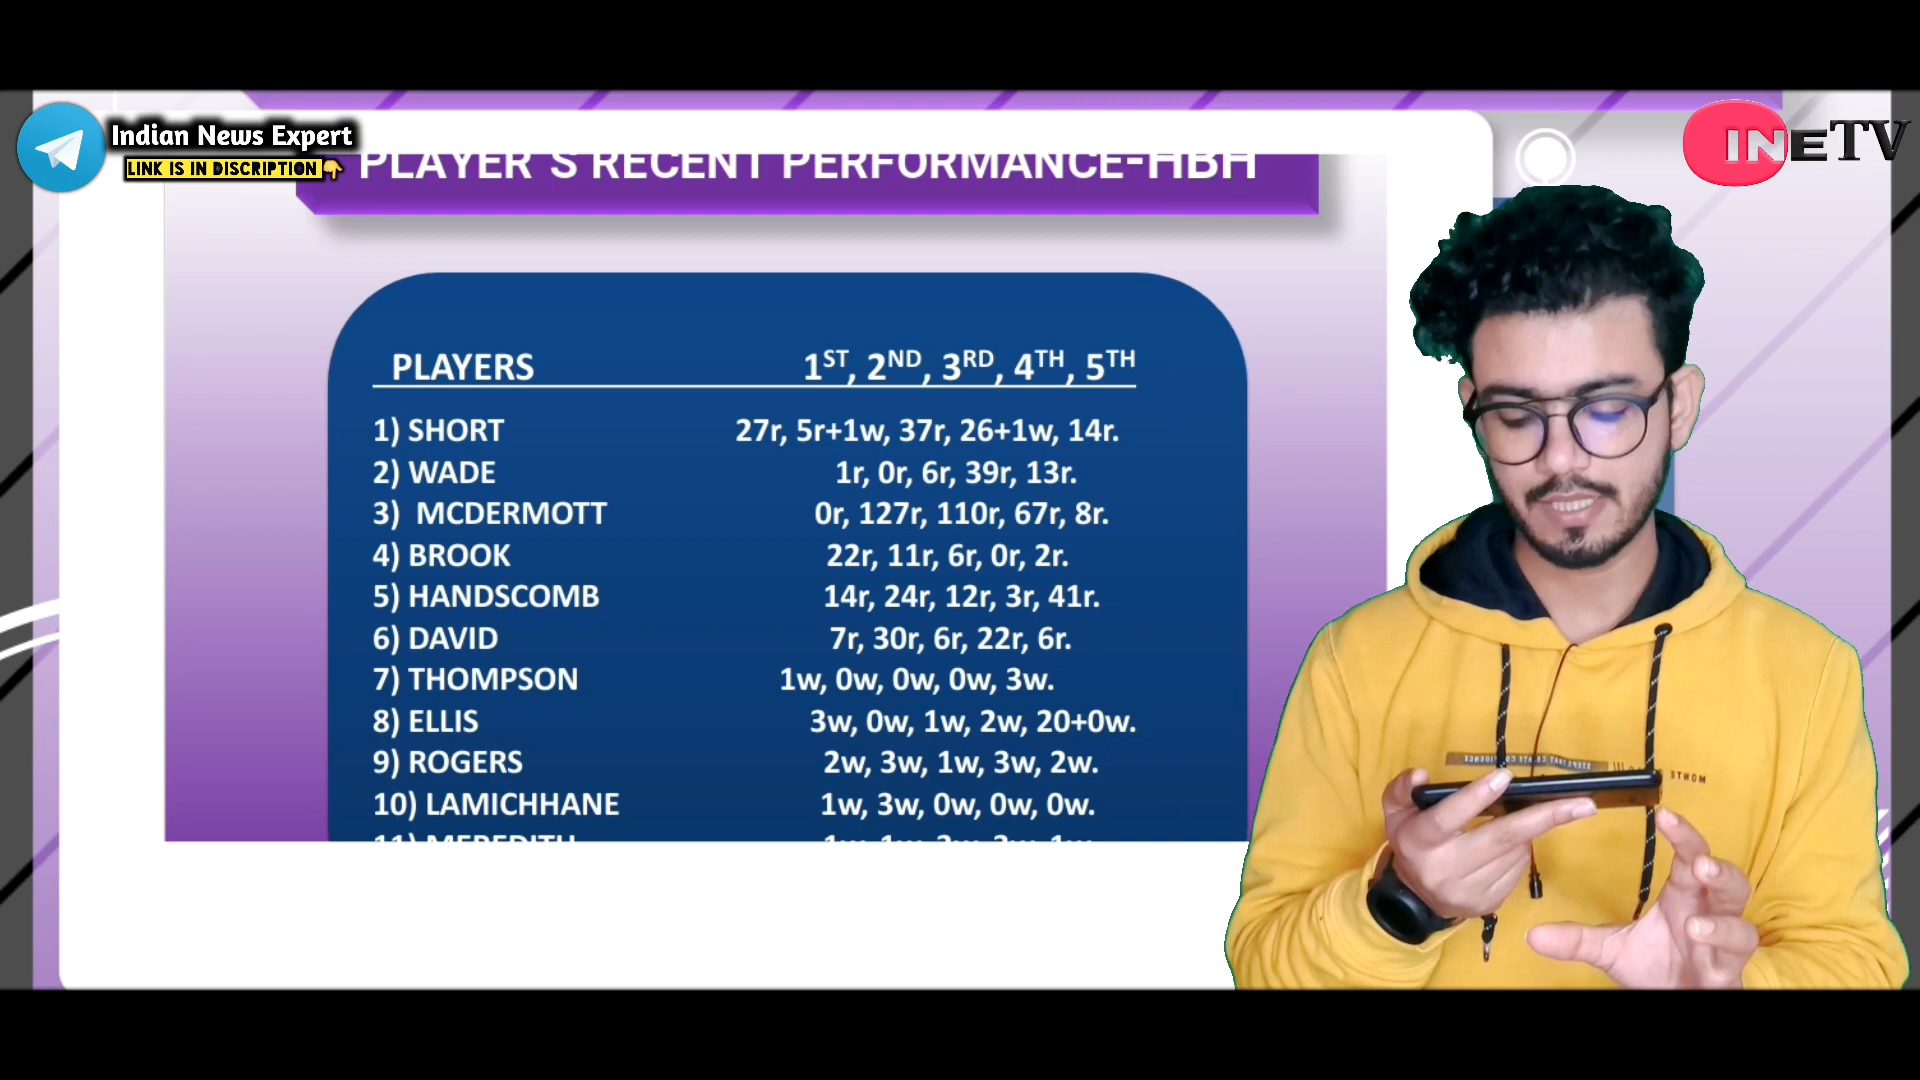 Indian News Expert
LINK IS IN DISCRIPTION
INETV
PLAYER'S RECENT PERFORMANCE-HBH
PLAYERS 1ST, 2ND, 3RD, 4TH, 5TH
1) SHORT 27r, 5r+1w, 37r, 26+1w, 14r.
2) WADE 1r, 0r, 6r, 39r, 13r.
3) MCDERMOTT 0r, 127r, 110r, 67r, 8r.
4) BROOK 22r, 11r, 6r, 0r, 2r.
5) HANDSCOMB 14r, 24r, 12r, 3r, 41r.
6) DAVID 7r, 30r, 6r, 22r, 6r.
7) THOMPSON 1w, 0w, 0w, 0w, 3w.
8) ELLIS 3w, 0w, 1w, 2w, 20+0w.
9) ROGERS 2w, 3w, 1w, 3w, 2w.
10) LAMICHHANE 1w, 3w, 0w, 0w, 0w.
11) MEREDITH